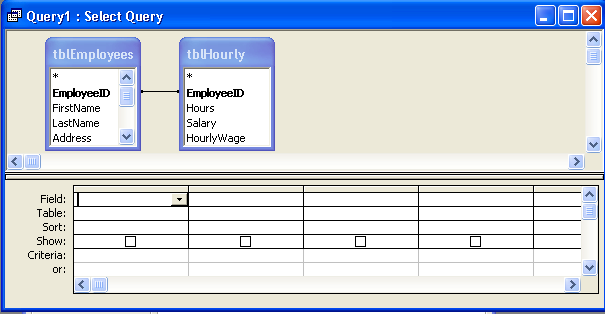 Query1 : Select Query
tblEmployees
*
EmployeeID
FirstName
LastName
Address
tblHourly
*
EmployeeID
Hours
Salary
HourlyWage
Field:
Table:
Sort:
Show:
Criteria:
or: